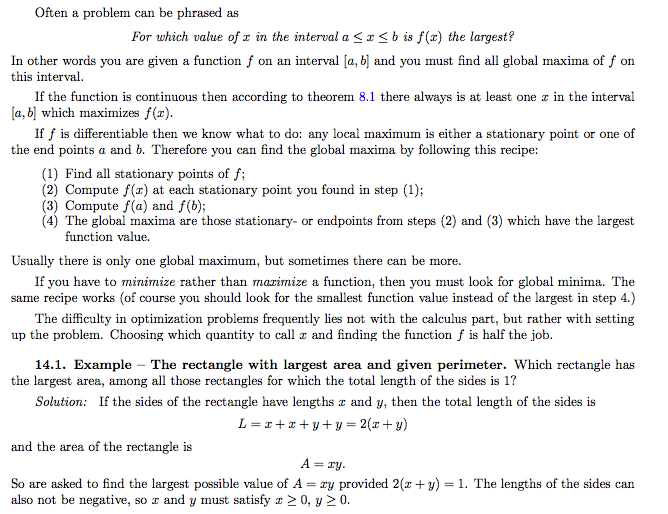 Often a problem can be phrased as
For which value of x in the interval a ≤ x ≤ b is f(x) the largest?
In other words you are given a function f on an interval [a, b] and you must find all global maxima of f on
this interval.
If the function is continuous then according to theorem 8.1 there always is at least one x in the interval
[a, b] which maximizes f(x).
If f is differentiable then we know what to do: any local maximum is either a stationary point or one of
the end points a and b. Therefore you can find the global maxima by following this recipe:
(1) Find all stationary points of f;
(2) Compute f(x) at each stationary point you found in step (1);
(3) Compute f(a) and f(b);
(4) The global maxima are those stationary- or endpoints from steps (2) and (3) which have the largest
function value.
Usually there is only one global maximum, but sometimes there can be more.
If you have to minimize rather than maximize a function, then you must look for global minima. The
same recipe works (of course you should look for the smallest function value instead of the largest in step 4.)
The difficulty in optimization problems frequently lies not with the calculus part, but rather with setting
up the problem. Choosing which quantity to call x and finding the function f is half the job.
14.1. Example – The rectangle with largest area and given perimeter. Which rectangle has
the largest area, among all those rectangles for which the total length of the sides is 1?
Solution: If the sides of the rectangle have lengths x and y, then the total length of the sides is
L = x + x + y + y = 2(x + y)
and the area of the rectangle is
A = xy.
So are asked to find the largest possible value of A = xy provided 2(x + y) = 1. The lengths of the sides can
also not be negative, so x and y must satisfy x ≥ 0, y ≥ 0.